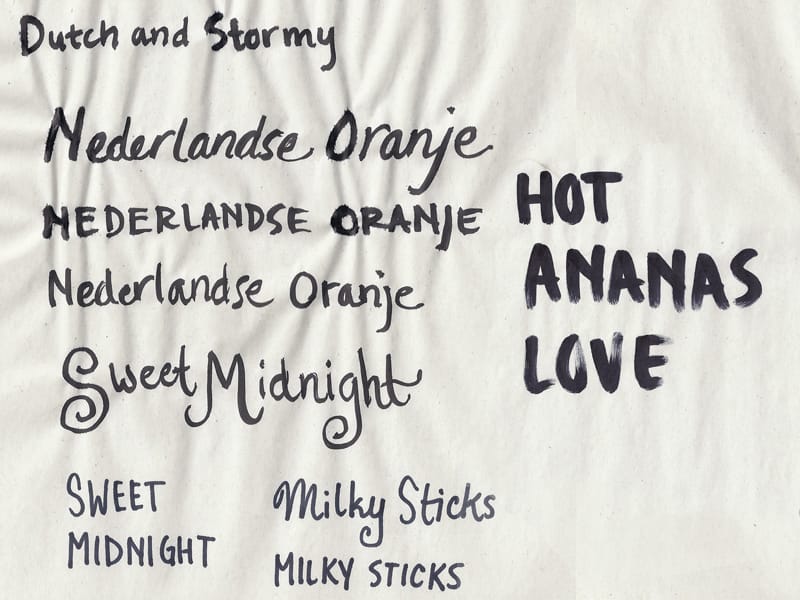 Dutch and Stormy
Nederlandse Oranje
NEDERLANDSE ORANJE
Nederlandse Oranje
Sweet Midnight
SWEET
MIDNIGHT
Milky Sticks
MILKY STICKS
HOT
ANANAS
LOVE